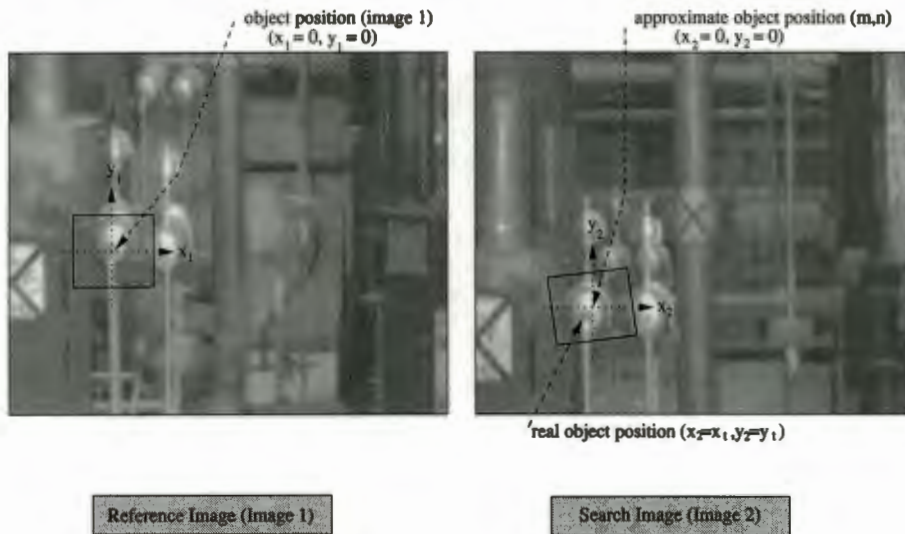 object position (image 1)
(x₁ = 0, y₁ = 0)
approximate object position (m,n)
(x₂ = 0, y₂ = 0)
y₁
x₁
y₂
x₂
'real object position (x₂=x₁,y₂=y₁)
Reference Image (Image 1)
Search Image (Image 2)